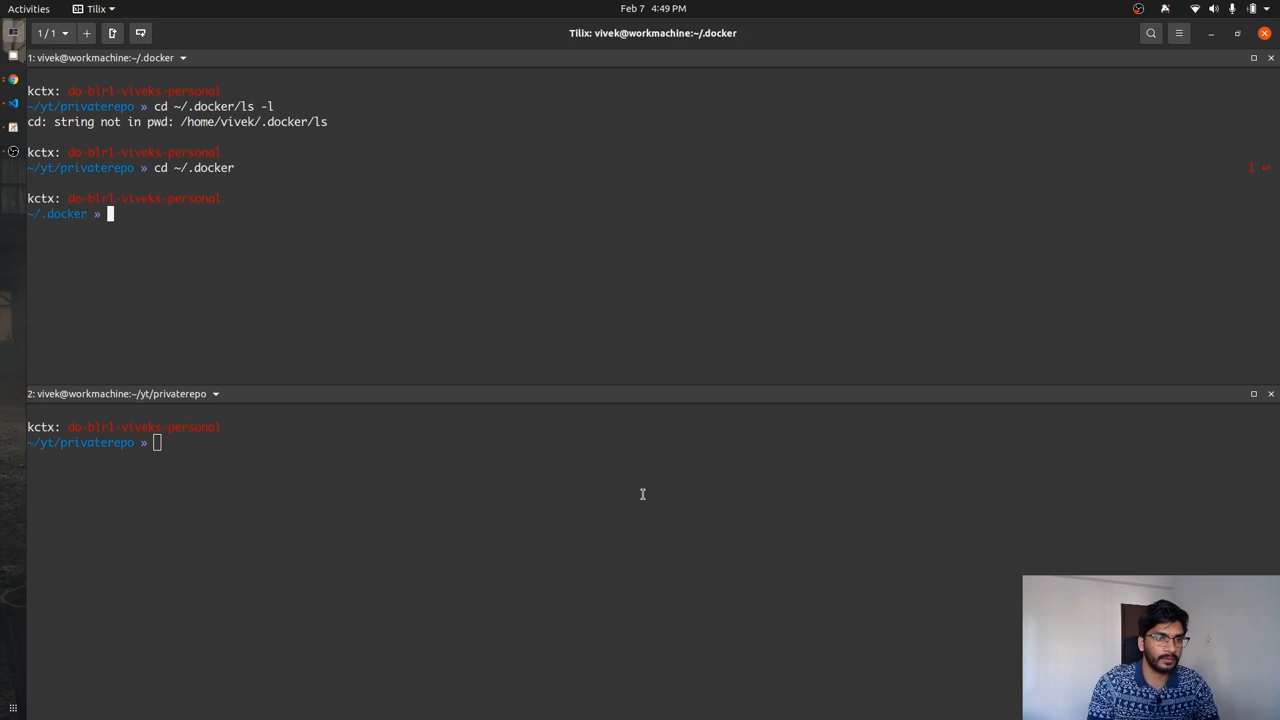 Activities
Tilix
Feb 7 4:49 PM
1 / 1
Tilix: vivek@workmachine:~/.docker
1: vivek@workmachine:~/.docker
kctx: do-blr1-viveks-personal
~/yt/privaterepo » cd ~/.docker/ls -l
cd: string not in pwd: /home/vivek/.docker/ls
kctx: do-blr1-viveks-personal
~/yt/privaterepo » cd ~/.docker
1 ↵
kctx: do-blr1-viveks-personal
~/.docker »
2: vivek@workmachine:~/yt/privaterepo
kctx: do-blr1-viveks-personal
~/yt/privaterepo »